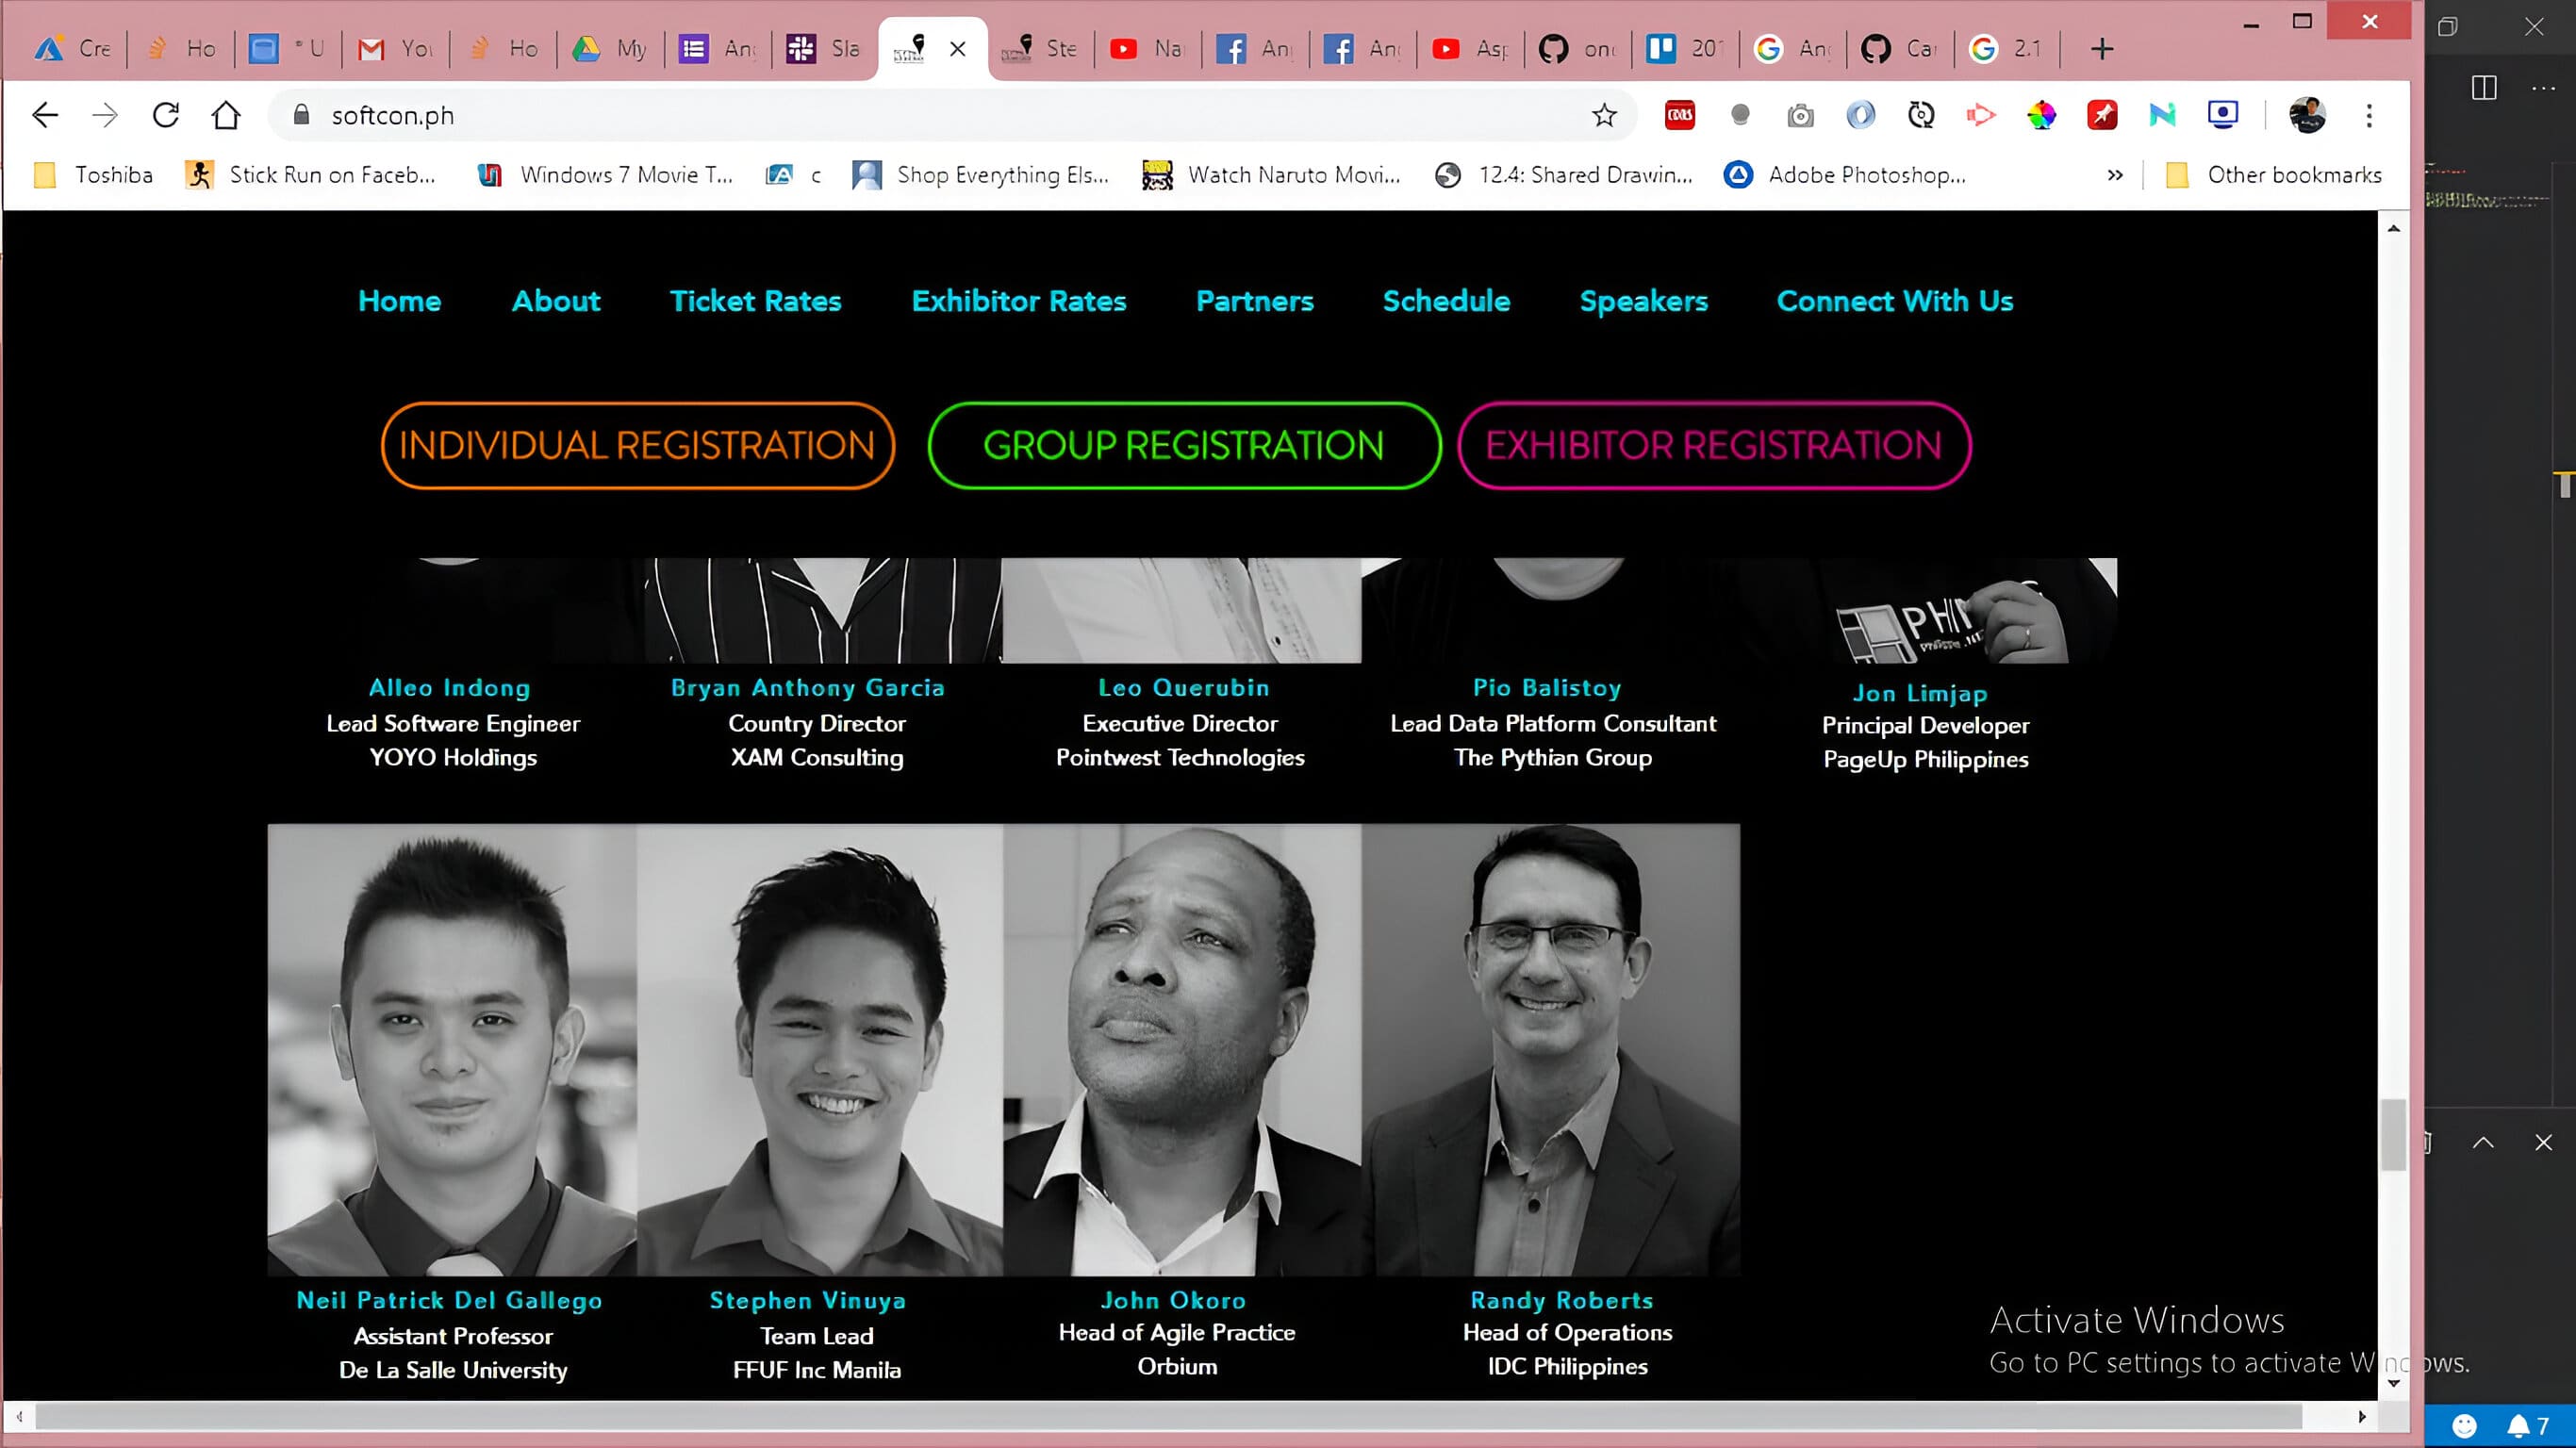 Cre Ho * U You Ho My An Sla Ste Na An An Asp one 201 An Car 2.1
softcon.ph
Toshiba Stick Run on Faceb... Windows 7 Movie T... c Shop Everything Els... Watch Naruto Movi... 12.4: Shared Drawin... Adobe Photoshop... » Other bookmarks
Home About Ticket Rates Exhibitor Rates Partners Schedule Speakers Connect With Us
INDIVIDUAL REGISTRATION GROUP REGISTRATION EXHIBITOR REGISTRATION
Alleo Indong
Lead Software Engineer
YOYO Holdings
Bryan Anthony Garcia
Country Director
XAM Consulting
Leo Querubin
Executive Director
Pointwest Technologies
Pio Balistoy
Lead Data Platform Consultant
The Pythian Group
Jon Limjap
Principal Developer
PageUp Philippines
Neil Patrick Del Gallego
Assistant Professor
De La Salle University
Stephen Vinuya
Team Lead
FFUF Inc Manila
John Okoro
Head of Agile Practice
Orbium
Randy Roberts
Head of Operations
IDC Philippines
Activate Windows
Go to PC settings to activate Windows.
7